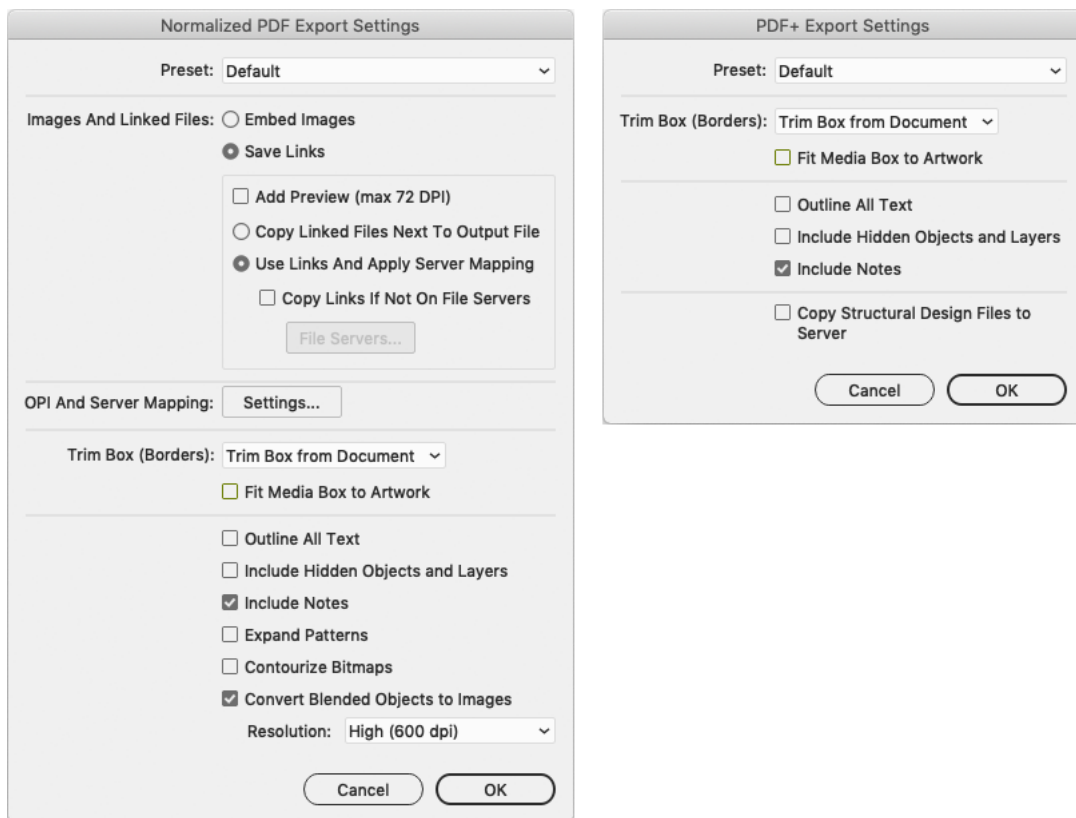 Normalized PDF Export Settings
Preset: Default
Images And Linked Files: Embed Images
Save Links
Add Preview (max 72 DPI)
Copy Linked Files Next To Output File
Use Links And Apply Server Mapping
Copy Links If Not On File Servers
File Servers...
OPI And Server Mapping: Settings...
Trim Box (Borders): Trim Box from Document
Fit Media Box to Artwork
Outline All Text
Include Hidden Objects and Layers
Include Notes
Expand Patterns
Contourize Bitmaps
Convert Blended Objects to Images
Resolution: High (600 dpi)
Cancel OK
PDF+ Export Settings
Preset: Default
Trim Box (Borders): Trim Box from Document
Fit Media Box to Artwork
Outline All Text
Include Hidden Objects and Layers
Include Notes
Copy Structural Design Files to
Server
Cancel OK